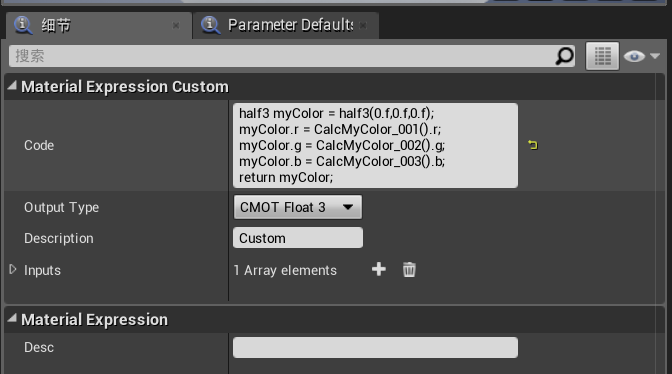 细节
Parameter Defaults
搜索
Material Expression Custom
Code
half3 myColor = half3(0.f,0.f,0.f);
myColor.r = CalcMyColor_001().r;
myColor.g = CalcMyColor_002().g;
myColor.b = CalcMyColor_003().b;
return myColor;
Output Type
CMOT Float 3
Description
Custom
Inputs
1 Array elements
Material Expression
Desc